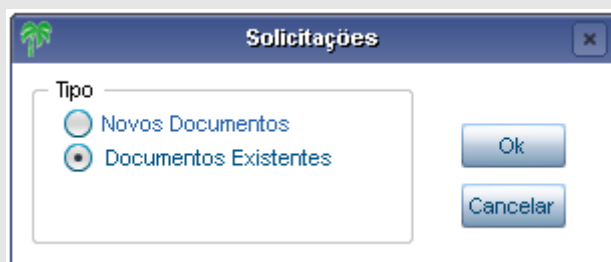 Solicitações
Tipo
Novos Documentos
Documentos Existentes
Ok
Cancelar